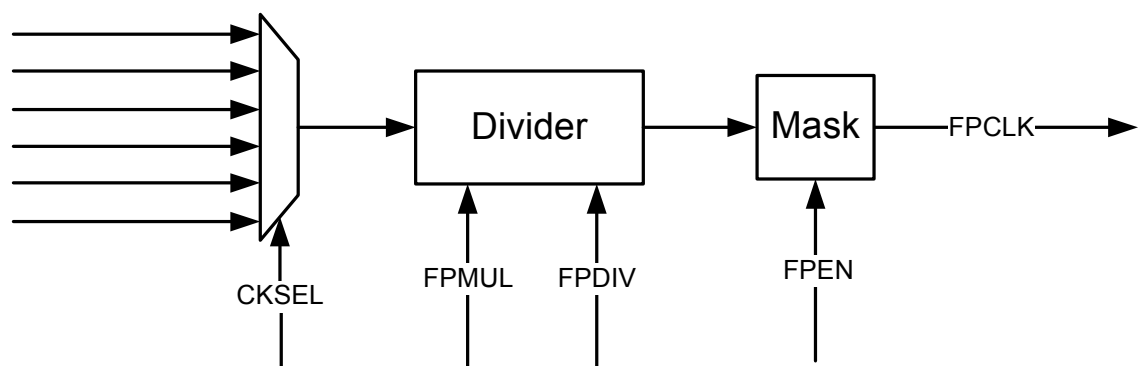 Divider
Mask
FPCLK
FPMUL
FPDIV
FPEN
CKSEL